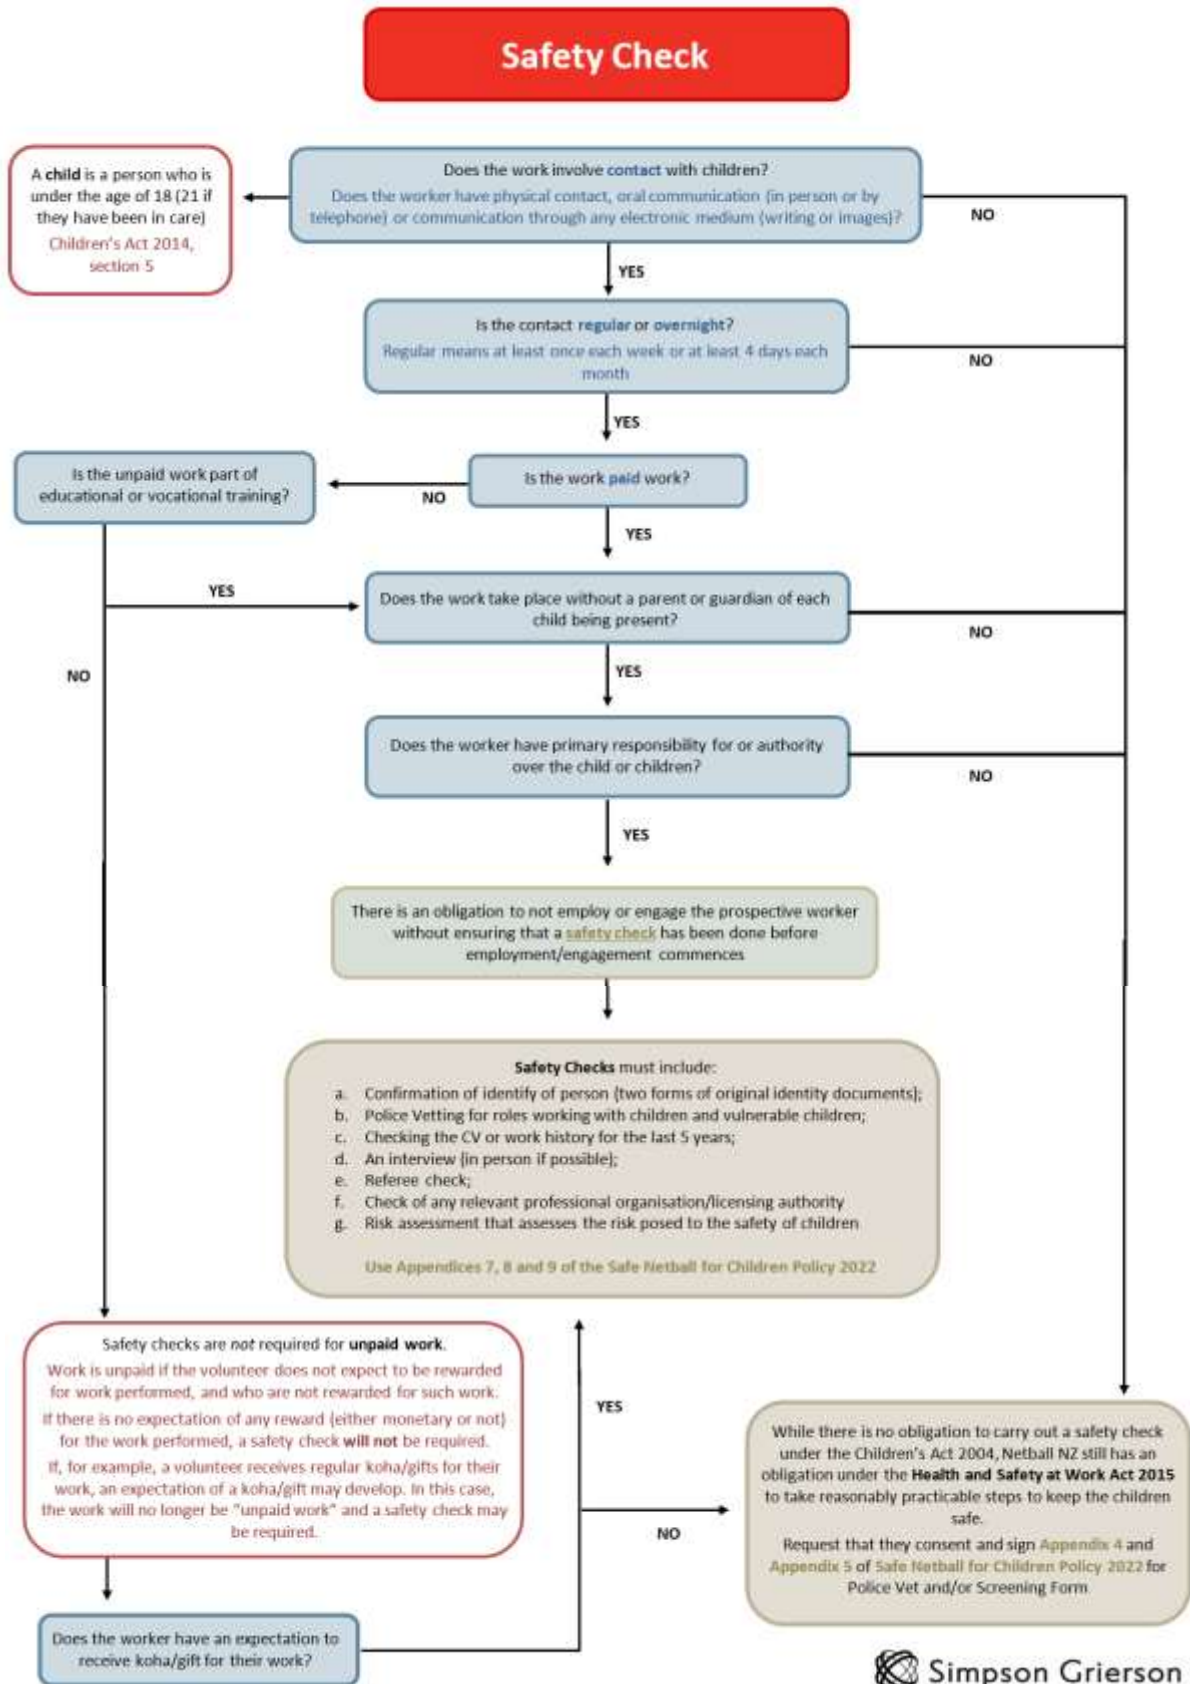 Safety Check
A child is a person who is
under the age of 18 (21 if
they have been in care)
Children's Act 2014,
section 5
Does the work involve contact with children?
Does the worker have physical contact, oral communication (in person or by
telephone) or communication through any electronic medium (writing or images)?
NO
YES
Is the contact regular or overnight?
Regular means at least once each week or at least 4 days each
month
NO
YES
Is the unpaid work part of
educational or vocational training?
NO
Is the work paid work?
YES
YES
Does the work take place without a parent or guardian of each
child being present?
NO
NO
YES
Does the worker have primary responsibility for or authority
over the child or children?
NO
YES
There is an obligation to not employ or engage the prospective worker
without ensuring that a safety check has been done before
employment/engagement commences
Safety Checks must include:
a. Confirmation of identify of person (two forms of original identity documents);
b. Police Vetting for roles working with children and vulnerable children;
c. Checking the CV or work history for the last 5 years;
d. An interview (in person if possible);
e. Referee check;
f. Check of any relevant professional organisation/licensing authority
g. Risk assessment that assesses the risk posed to the safety of children
Use Appendices 7, 8 and 9 of the Safe Netball for Children Policy 2022
Safety checks are not required for unpaid work.
Work is unpaid if the volunteer does not expect to be rewarded
for work performed, and who are not rewarded for such work.
If there is no expectation of any reward (either monetary or not)
for the work performed, a safety check will not be required.
If, for example, a volunteer receives regular koha/gifts for their
work, an expectation of a koha/gift may develop. In this case,
the work will no longer be "unpaid work" and a safety check may
be required.
YES
NO
While there is no obligation to carry out a safety check
under the Children's Act 2004, Netball NZ still has an
obligation under the Health and Safety at Work Act 2015
to take reasonably practicable steps to keep the children
safe.
Request that they consent and sign Appendix 4 and
Appendix 5 of Safe Netball for Children Policy 2022 for
Police Vet and/or Screening Form
Does the worker have an expectation to
receive koha/gift for their work?
Simpson Grierson